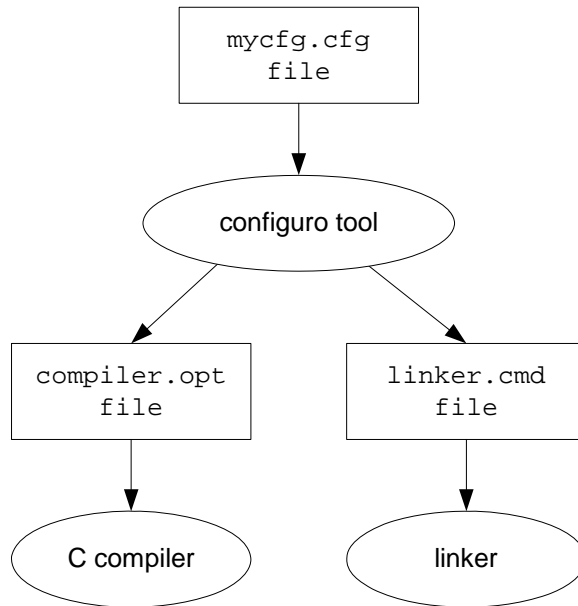 mycfg.cfg
file
configuro tool
compiler.opt
file
linker.cmd
file
C compiler
linker